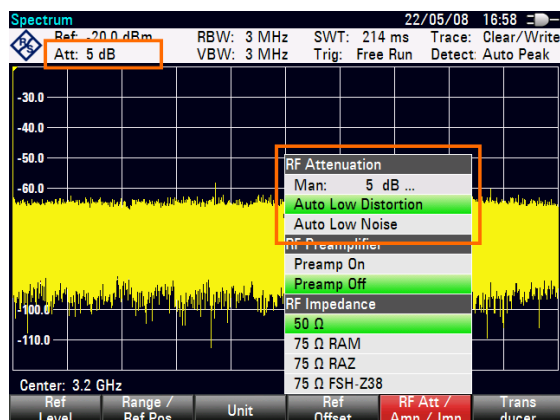 Spectrum 22/05/08 16:58
Ref: -20.0 dBm RBW: 3 MHz SWT: 214 ms Trace: Clear/Write
Att: 5 dB VBW: 3 MHz Trig: Free Run Detect: Auto Peak
-30.0
-40.0
-50.0
-60.0
RF Attenuation
Man: 5 dB ...
Auto Low Distortion
Auto Low Noise
RF Preamplifier
Preamp On
Preamp Off
RF Impedance
50 Ω
75 Ω RAM
75 Ω RAZ
75 Ω FSH-Z38
-100.0
-110.0
Center: 3.2 GHz
Ref Level
Range / Ref Pos
Unit
Ref Offset
RF Att / Amp / Imp
Trans ducer